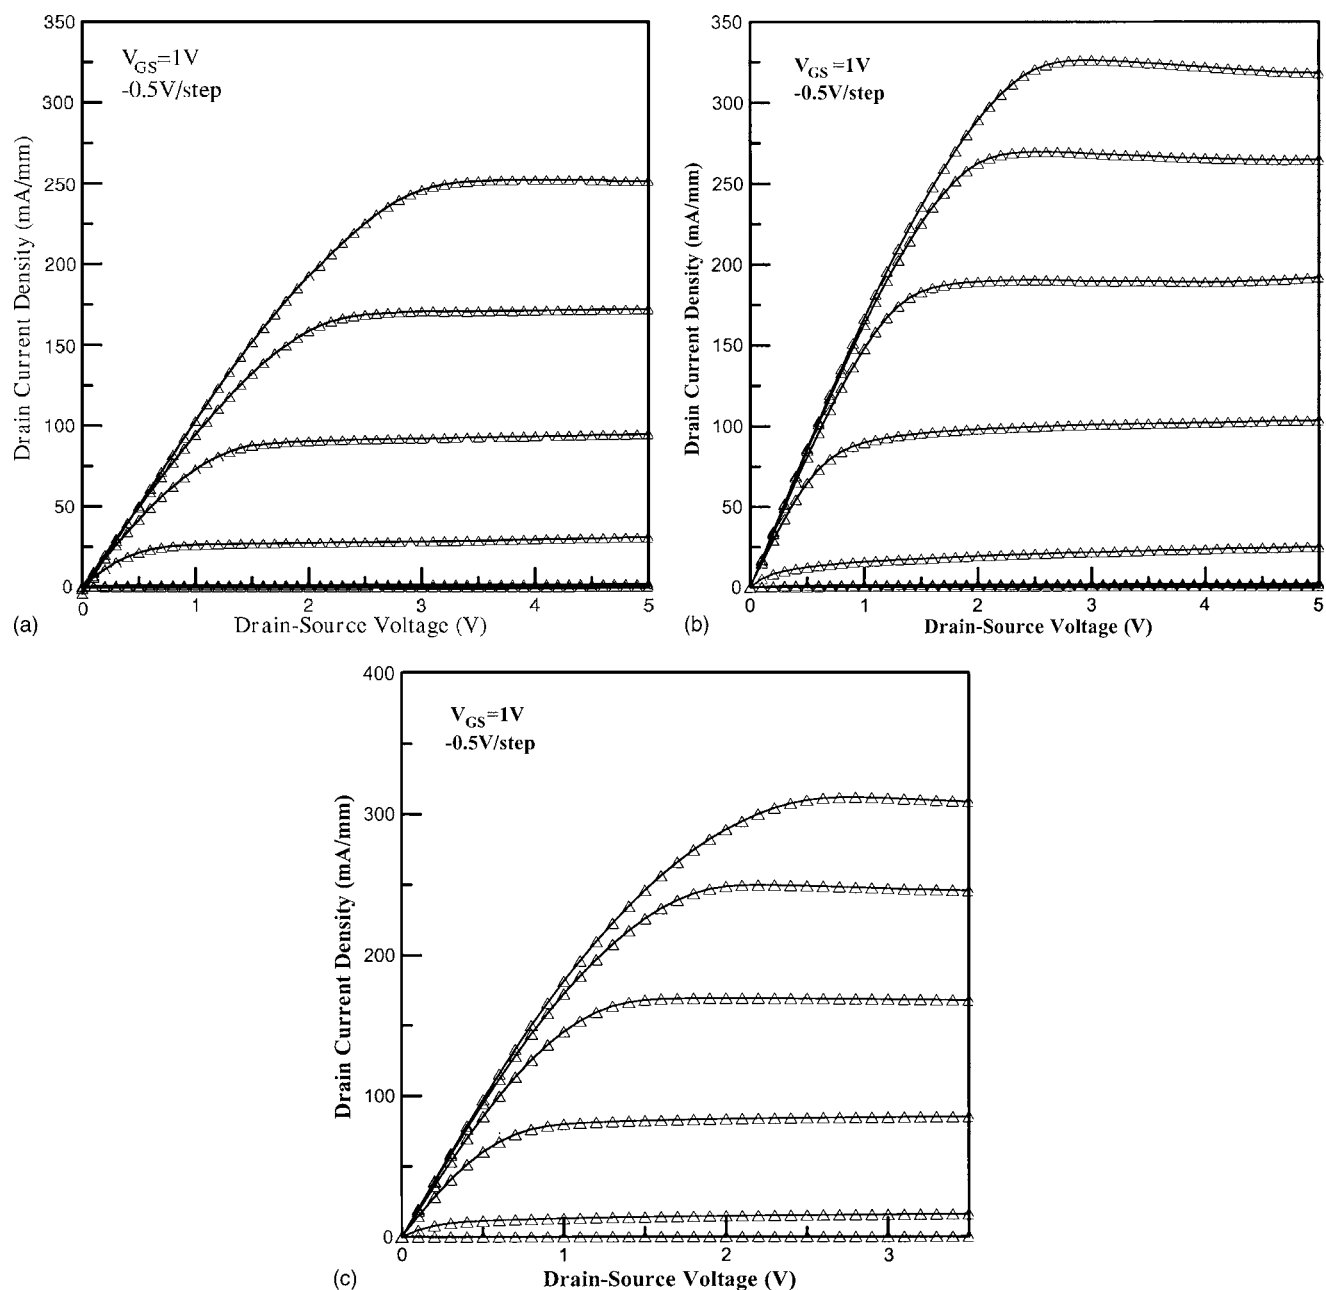 350
300
250
200
150
100
50
0
Drain Current Density (mA/mm)
V_GS=1V
-0.5V/step
0 1 2 3 4 5
Drain-Source Voltage (V)
(a)
350
300
250
200
150
100
50
0
Drain Current Density (mA/mm)
V_GS=1V
-0.5V/step
0 1 2 3 4 5
Drain-Source Voltage (V)
(b)
400
300
200
100
0
Drain Current Density (mA/mm)
V_GS=1V
-0.5V/step
0 1 2 3
Drain-Source Voltage (V)
(c)